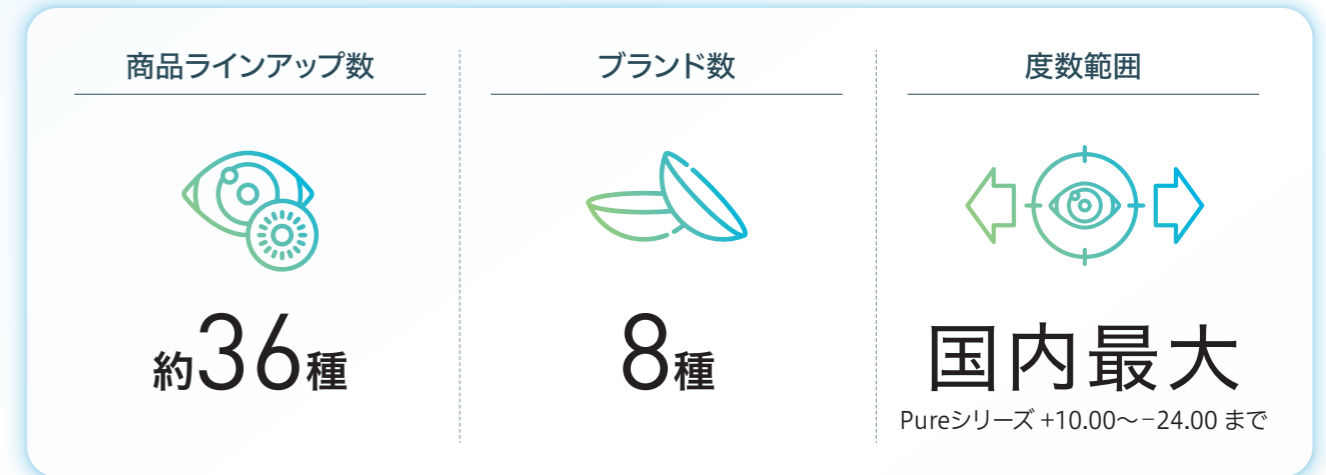 商品ラインアップ数
約36種
ブランド数
8種
度数範囲
国内最大
Pureシリーズ +10.00〜−24.00 まで